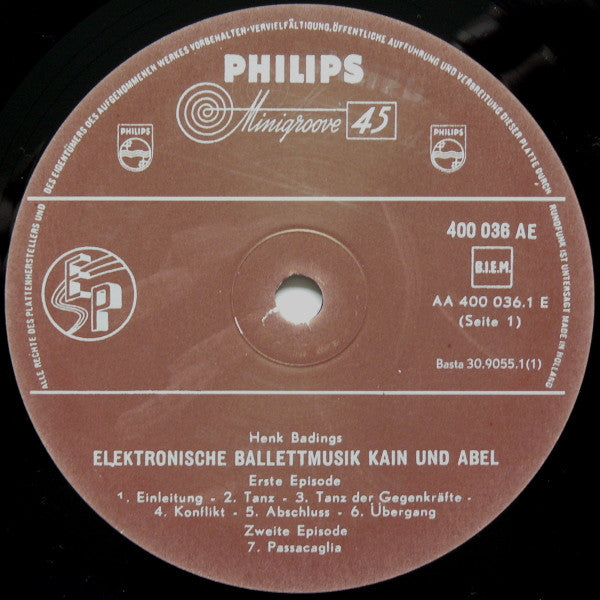 ALLE RECHTE DES PLATTENHERSTELLERS UND DES EIGENTÜMERS DES AUFGENOMMENEN WERKES VORBEHALTEN·VERVIELFÄLTIGUNG, ÖFFENTLICHE AUFFÜHRUNG UND VERBREITUNG DIESER PLATTE DURCH RUNDFUNK IST UNTERSAGT MADE IN HOLLAND
PHILIPS
Minigroove 45
PHILIPS
PHILIPS
400 036 AE
EP
B.I.E.M.
AA 400 036.1 E
(Seite 1)
Basta 30.9055.1(1)
Henk Badings
ELEKTRONISCHE BALLETTMUSIK KAIN UND ABEL
Erste Episode
1. Einleitung - 2. Tanz - 3. Tanz der Gegenkräfte -
4. Konflikt - 5. Abschluss - 6. Übergang
Zweite Episode
7. Passacaglia